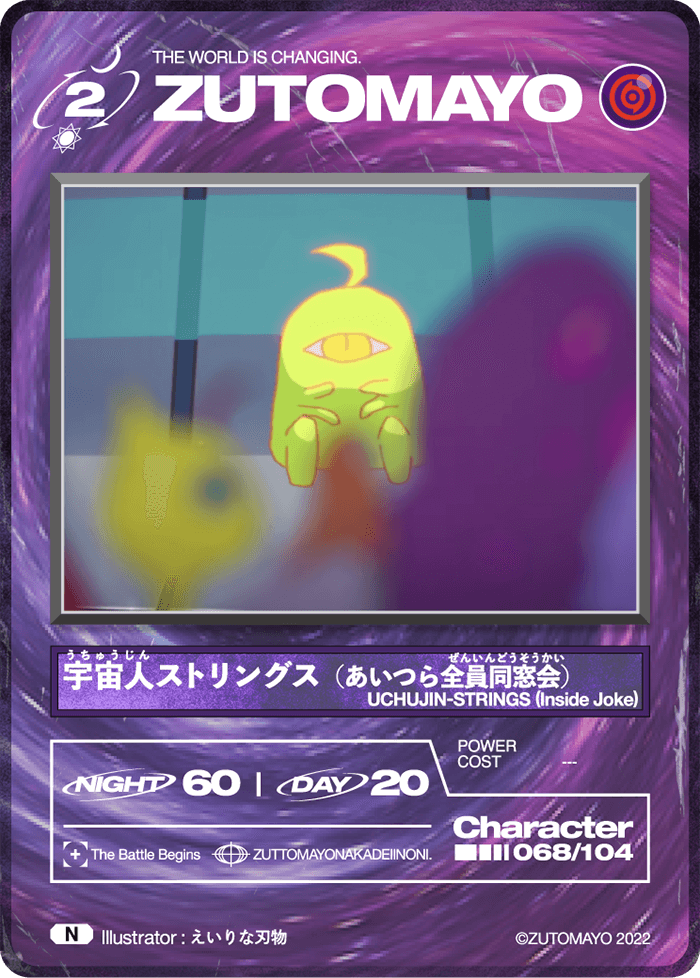 THE WORLD IS CHANGING.
2 ZUTOMAYO
うちゅうじん ぜんいんどうそうかい
宇宙人ストリングス（あいつら全員同窓会）
UCHUJIN-STRINGS (Inside Joke)
POWER
COST ---
NIGHT 60 | DAY 20
Character
068/104
The Battle Begins ZUTTOMAYONAKADEIINONI.
N Illustrator : えいりな刃物 ©ZUTOMAYO 2022